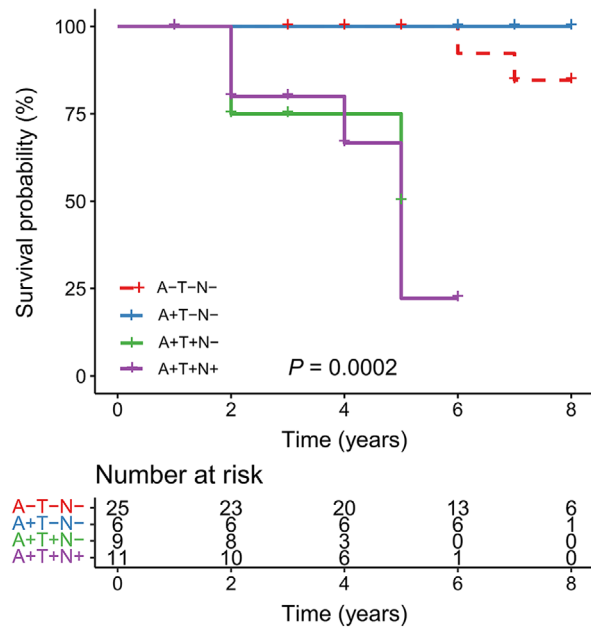 Survival probability (%)
100
75
50
25
0
A−T−N−
A+T−N−
A+T+N−
A+T+N+
P = 0.0002
0 2 4 6 8
Time (years)
Number at risk
A−T−N− 25 23 20 13 6
A+T−N− 6 6 6 6 1
A+T+N− 9 8 3 0 0
A+T+N+ 11 10 6 1 0
0 2 4 6 8
Time (years)